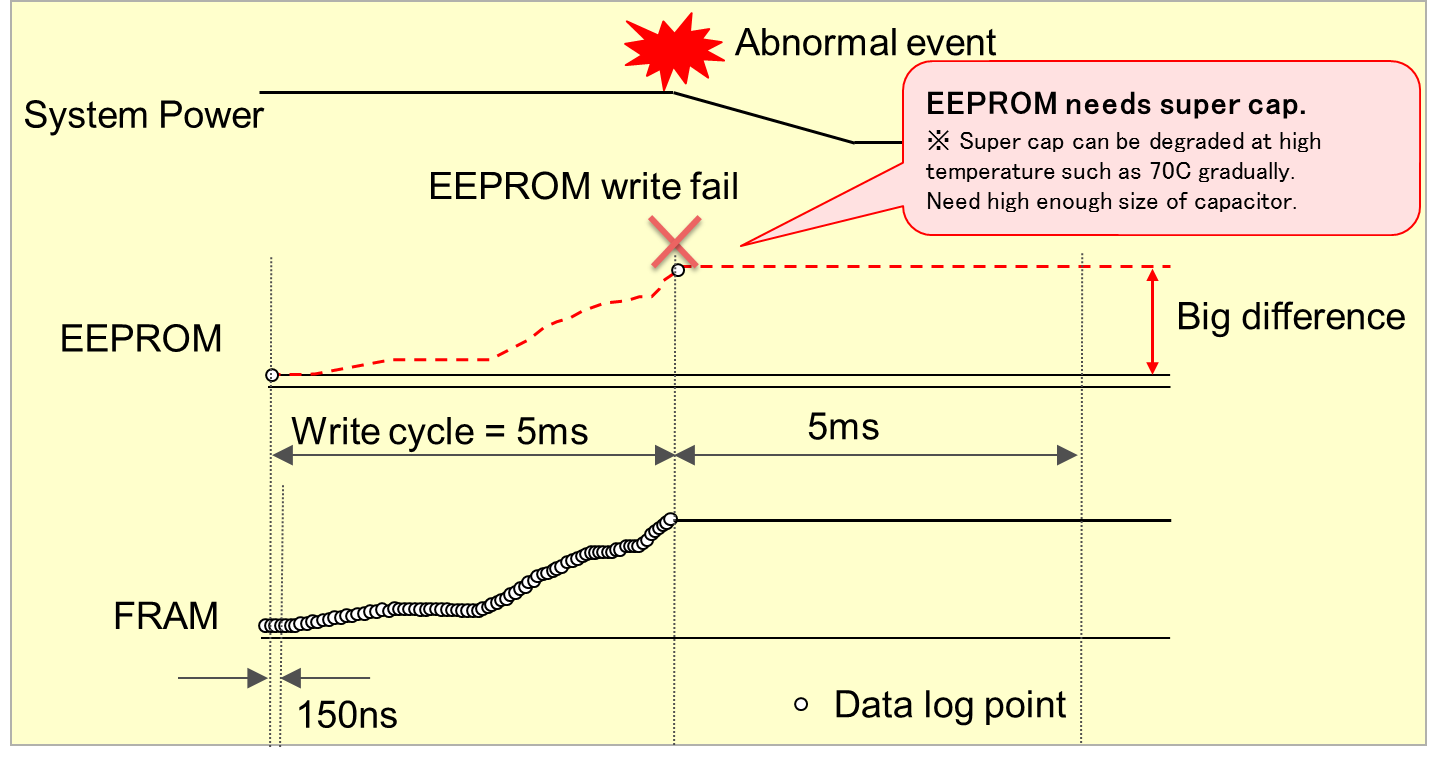 Abnormal event
System Power
EEPROM needs super cap.
※ Super cap can be degraded at high
temperature such as 70C gradually.
Need high enough size of capacitor.
EEPROM write fail
EEPROM
Big difference
Write cycle = 5ms
5ms
FRAM
150ns
Data log point